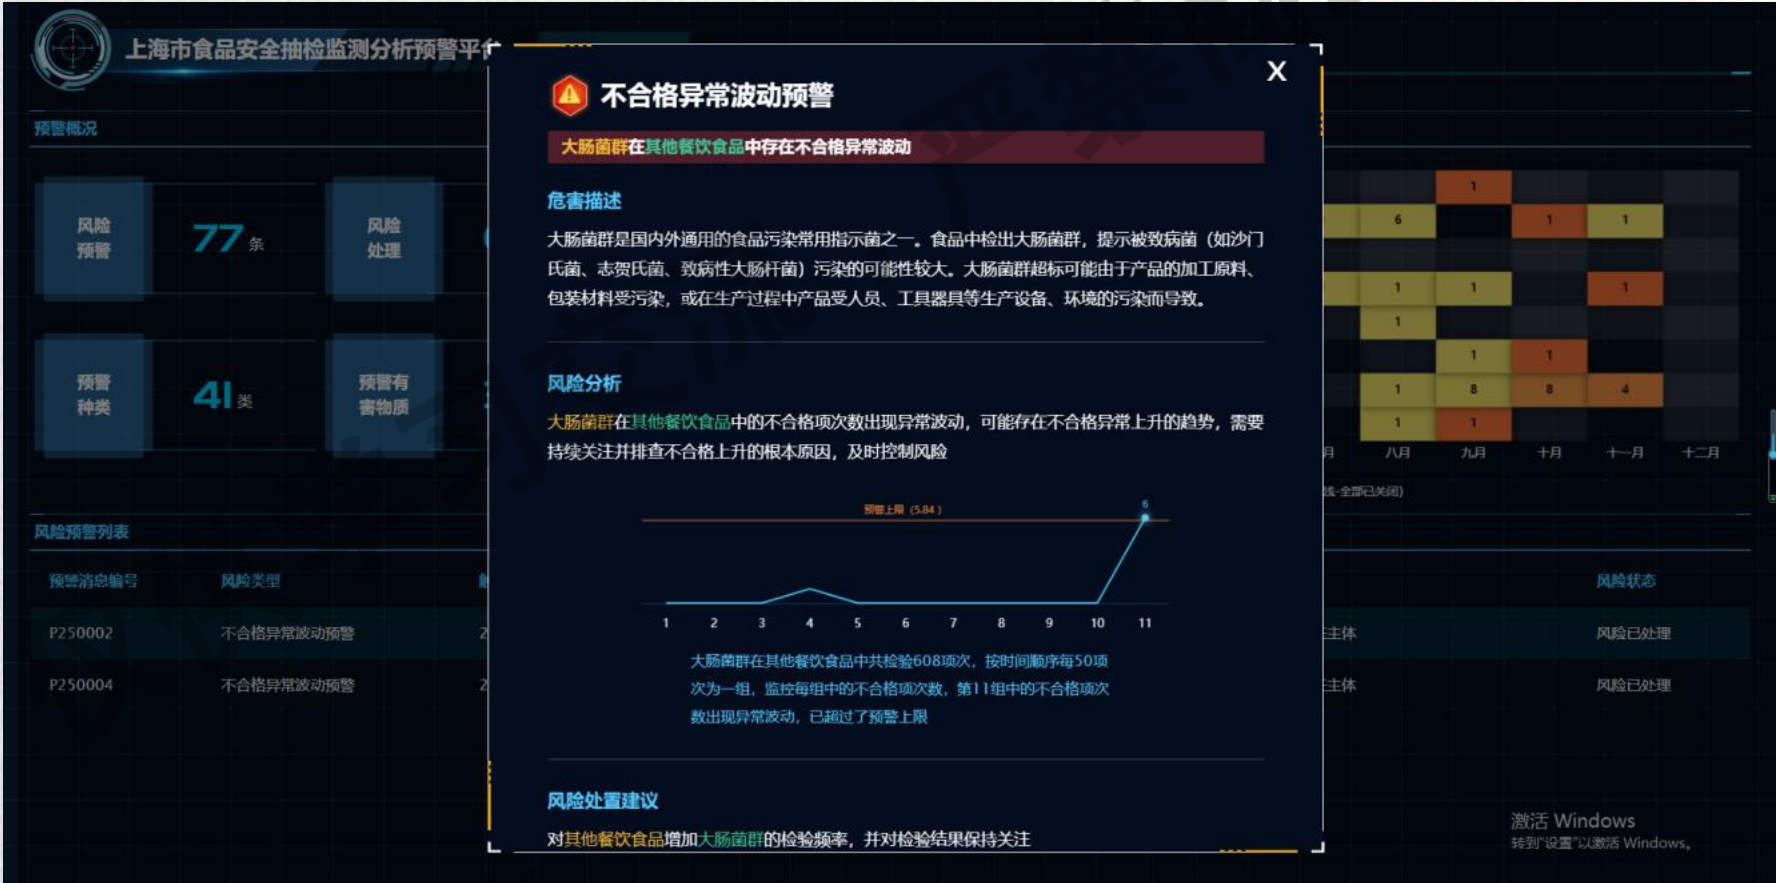 上海市食品安全抽检监测分析预警平台
预警概况
风险
预警
77 条
风险
处理
预警
种类
41 类
预警有
害物质
风险预警列表
预警消息编号 风险类型
P250002 不合格异常波动预警
P250004 不合格异常波动预警
X
不合格异常波动预警
大肠菌群在其他餐饮食品中存在不合格异常波动
危害描述
大肠菌群是国内外通用的食品污染常用指示菌之一。食品中检出大肠菌群，提示被致病菌（如沙门
氏菌、志贺氏菌、致病性大肠杆菌）污染的可能性较大。大肠菌群超标可能由于产品的加工原料、
包装材料受污染，或在生产过程中产品受人员、工具器具等生产设备、环境的污染而导致。
风险分析
大肠菌群在其他餐饮食品中的不合格项次数出现异常波动，可能存在不合格异常上升的趋势，需要
持续关注并排查不合格上升的根本原因，及时控制风险
预警上限（5.84）
6
1 2 3 4 5 6 7 8 9 10 11
大肠菌群在其他餐饮食品中共检验608项次，按时间顺序每50项
次为一组，监控每组中的不合格项次数，第11组中的不合格项次
数出现异常波动，已超过了预警上限
风险处置建议
对其他餐饮食品增加大肠菌群的检验频率，并对检验结果保持关注
1
6 1 1
1 1 1
1
1 1
1 8 8 4
1 1
月 八月 九月 十月 十一月 十二月
线-全部已关闭)
风险状态
主体 风险已处理
主体 风险已处理
激活 Windows
转到"设置"以激活 Windows。